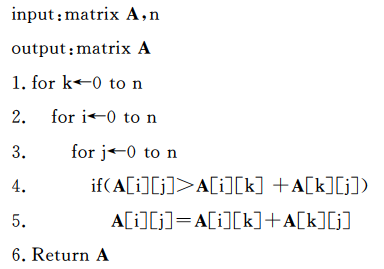 input:matrix A,n
output:matrix A
1. for k←0 to n
2. for i←0 to n
3. for j←0 to n
4. if(A[i][j]>A[i][k] +A[k][j])
5. A[i][j]=A[i][k]+A[k][j]
6. Return A